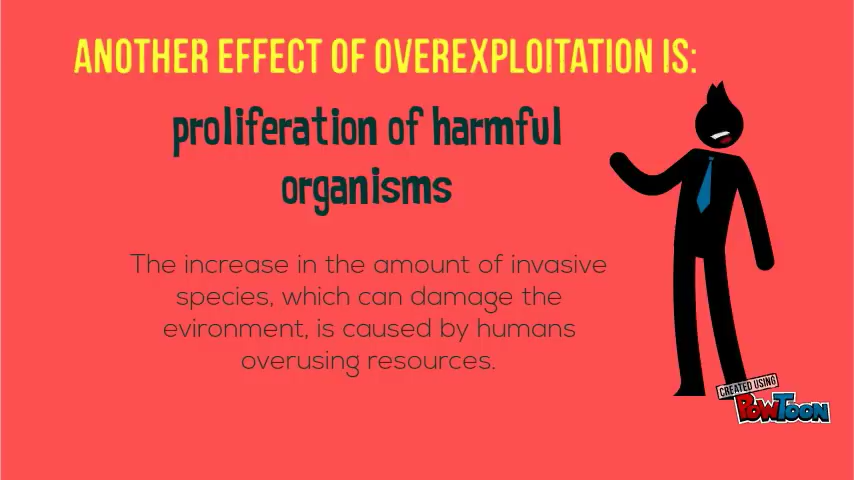 ANOTHER EFFECT OF OVEREXPLOITATION IS:
proliferation of harmful
organisms
The increase in the amount of invasive
species, which can damage the
evironment, is caused by humans
overusing resources.
CREATED USING
POWTOON